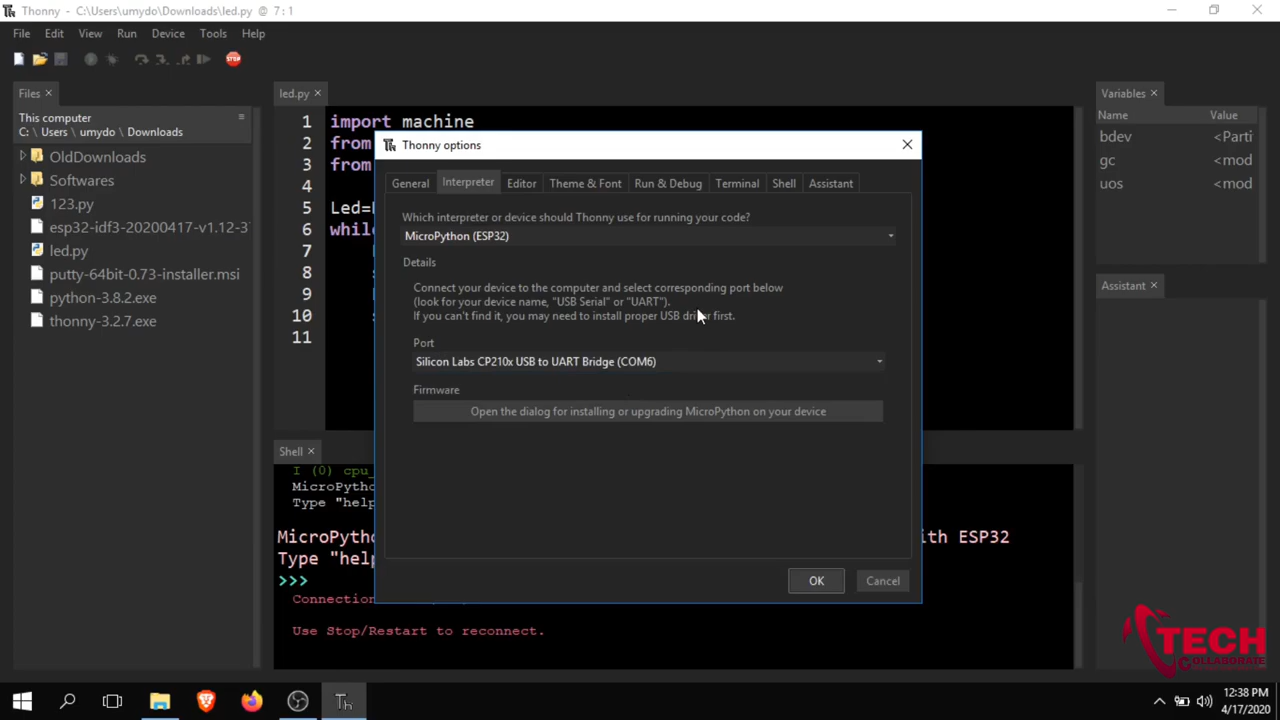 Thonny - C:\Users\umydo\Downloads\led.py @ 7 : 1
File Edit View Run Device Tools Help
STOP
Files
This computer
C: \ Users \ umydo \ Downloads
OldDownloads
Softwares
123.py
esp32-idf3-20200417-v1.12-37
led.py
putty-64bit-0.73-installer.msi
python-3.8.2.exe
thonny-3.2.7.exe
led.py
1 import machine
2 from
3 from
4
5 Led=
6 while
7
8
9
10
11
Th Thonny options
General Interpreter Editor Theme & Font Run & Debug Terminal Shell Assistant
Which interpreter or device should Thonny use for running your code?
MicroPython (ESP32)
Details
Connect your device to the computer and select corresponding port below
(look for your device name, "USB Serial" or "UART").
If you can't find it, you may need to install proper USB driver first.
Port
Silicon Labs CP210x USB to UART Bridge (COM6)
Firmware
Open the dialog for installing or upgrading MicroPython on your device
OK Cancel
Shell
I (0) cpu_
MicroPytho
Type "help
MicroPytho ith ESP32
Type "hel
>>>
Connection
Use Stop/Restart to reconnect.
Variables
Name Value
bdev <Parti
gc <mod
uos <mod
Assistant
TECH
COLLABORATE
12:38 PM
4/17/2020